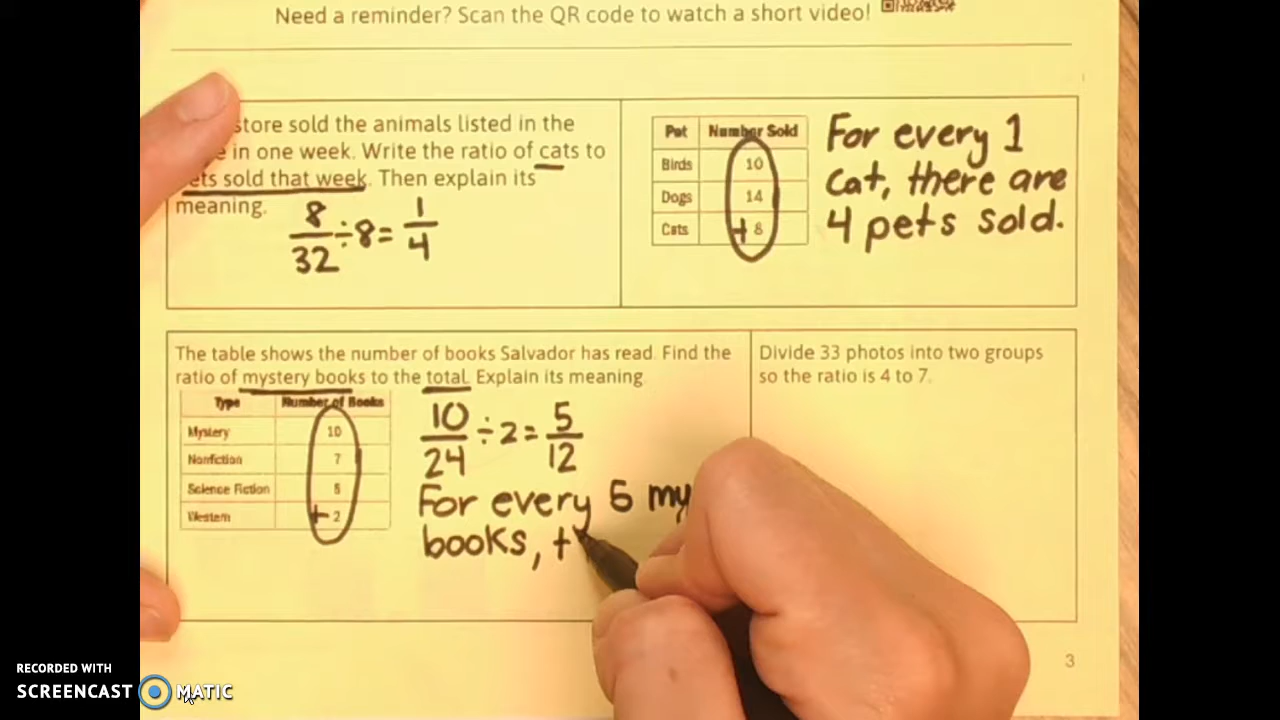 Need a reminder? Scan the QR code to watch a short video!
store sold the animals listed in the
in one week. Write the ratio of cats to
ets sold that week. Then explain its
meaning.
8/32 ÷ 8 = 1/4
Pet Number Sold
Birds 10
Dogs 14
Cats + 8
For every 1
cat, there are
4 pets sold.
The table shows the number of books Salvador has read. Find the
ratio of mystery books to the total. Explain its meaning
Type Number of Books
Mystery 10
Nonfiction 7
Science Fiction 5
Western + 2
10/24 ÷ 2 = 5/12
For every 5 my
books, t
Divide 33 photos into two groups
so the ratio is 4 to 7.
3
RECORDED WITH
SCREENCAST MATIC